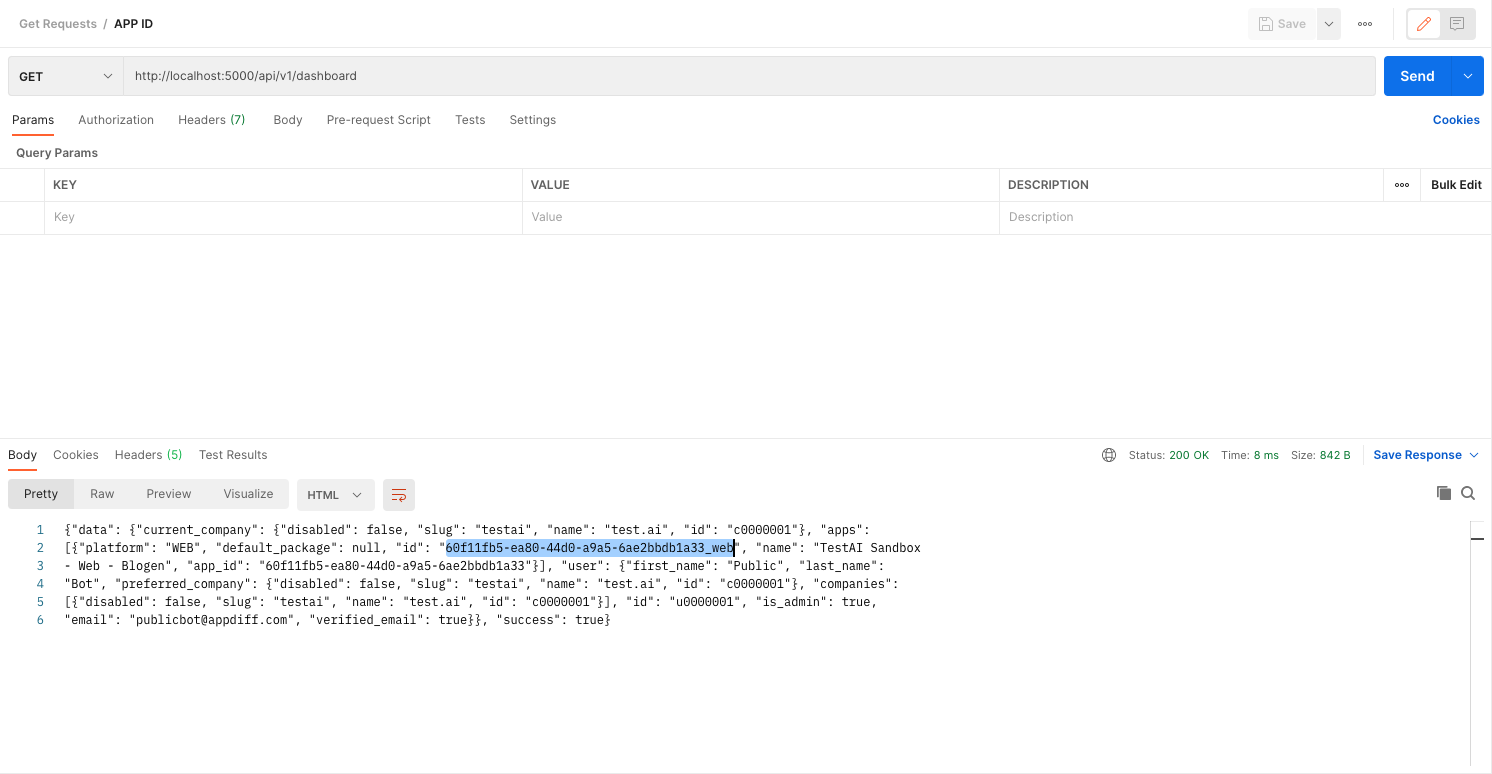 Get Requests / APP ID
Save
GET
http://localhost:5000/api/v1/dashboard
Send
Params Authorization Headers (7) Body Pre-request Script Tests Settings Cookies
Query Params
KEY VALUE DESCRIPTION Bulk Edit
Key Value Description
Body Cookies Headers (5) Test Results Status: 200 OK Time: 8 ms Size: 842 B Save Response
Pretty Raw Preview Visualize HTML
1 {"data": {"current_company": {"disabled": false, "slug": "testai", "name": "test.ai", "id": "c0000001"}, "apps":
2 [{"platform": "WEB", "default_package": null, "id": "60f11fb5-ea80-44d0-a9a5-6ae2bbdb1a33_web", "name": "TestAI Sandbox
3 - Web - Blogen", "app_id": "60f11fb5-ea80-44d0-a9a5-6ae2bbdb1a33"}], "user": {"first_name": "Public", "last_name":
4 "Bot", "preferred_company": {"disabled": false, "slug": "testai", "name": "test.ai", "id": "c0000001"}, "companies":
5 [{"disabled": false, "slug": "testai", "name": "test.ai", "id": "c0000001"}], "id": "u0000001", "is_admin": true,
6 "email": "publicbot@appdiff.com", "verified_email": true}}, "success": true}